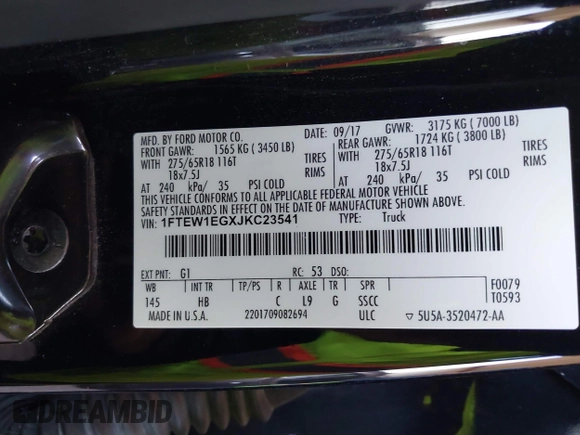 MFD. BY FORD MOTOR CO.
DATE: 09/17 GVWR: 3175 KG ( 7000 LB)
FRONT GAWR: 1565 KG ( 3450 LB) REAR GAWR: 1724 KG ( 3800 LB)
WITH 275/65R18 116T TIRES WITH 275/65R18 116T TIRES
18x7.5J RIMS 18x7.5J RIMS
AT 240 kPa/ 35 PSI COLD AT 240 kPa/ 35 PSI COLD
THIS VEHICLE CONFORMS TO ALL APPLICABLE FEDERAL MOTOR VEHICLE
SAFETY STANDARDS IN EFFECT ON THE DATE OF MANUFACTURE SHOWN ABOVE.
VIN: 1FTEW1EGXJKC23541
TYPE: Truck
EXT PNT: G1 RC: 53 DSO:
WB INT TR TP/PS R AXLE TR SPR
145 HB C L9 G SSCC
F0079
T0593
MADE IN U.S.A. 2201709082694 ULC ▽ 5U5A-3520472-AA
DREAMBID